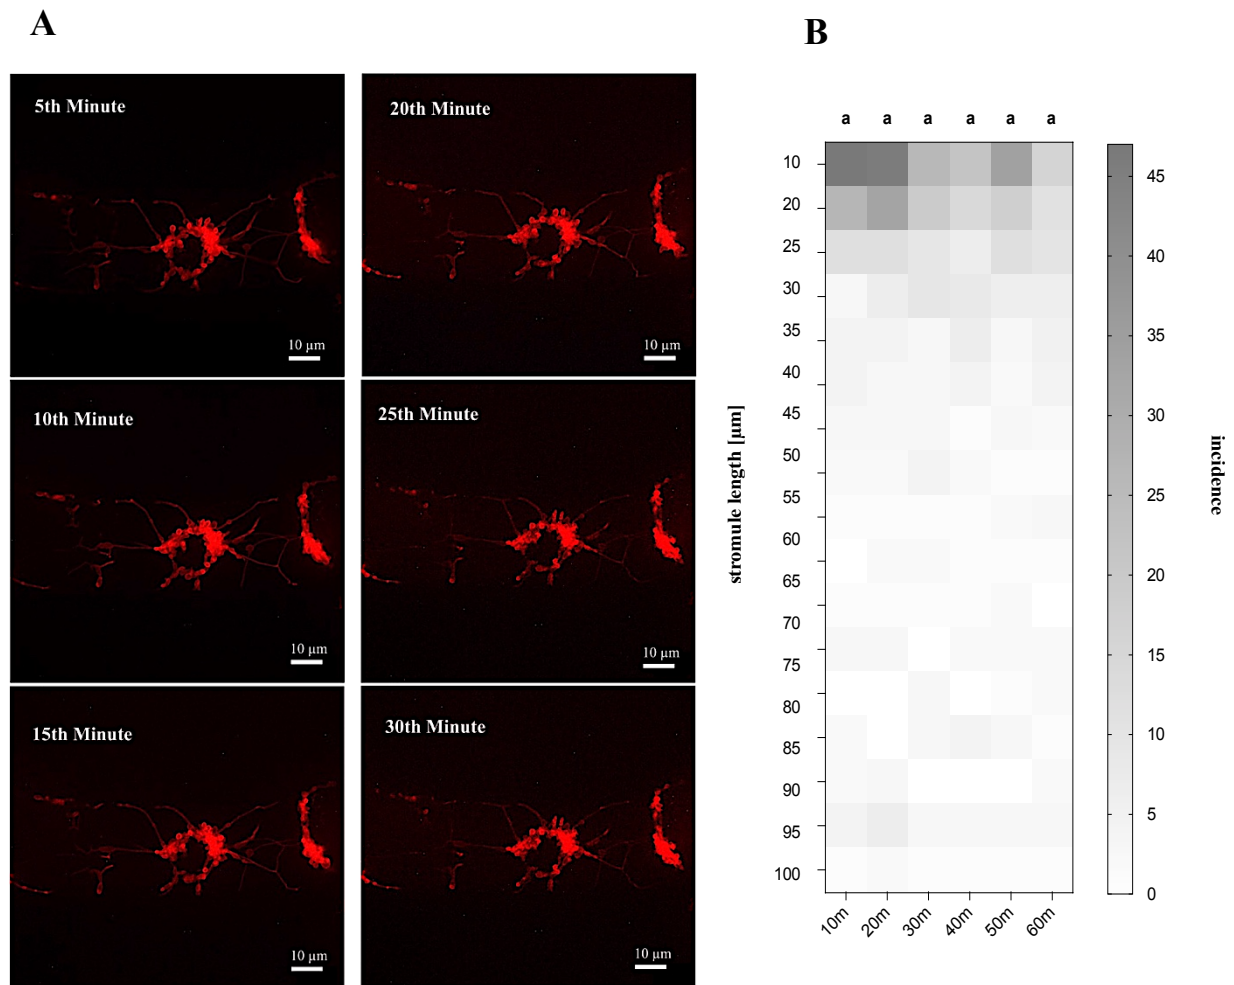 A
B
5th Minute
10 µm
20th Minute
10 µm
10th Minute
10 µm
25th Minute
10 µm
15th Minute
10 µm
30th Minute
10 µm
a a a a a a
stromule length [µm]
10
20
25
30
35
40
45
50
55
60
65
70
75
80
85
90
95
100
10m 20m 30m 40m 50m 60m
45
40
35
30
25
20
15
10
5
0
incidence